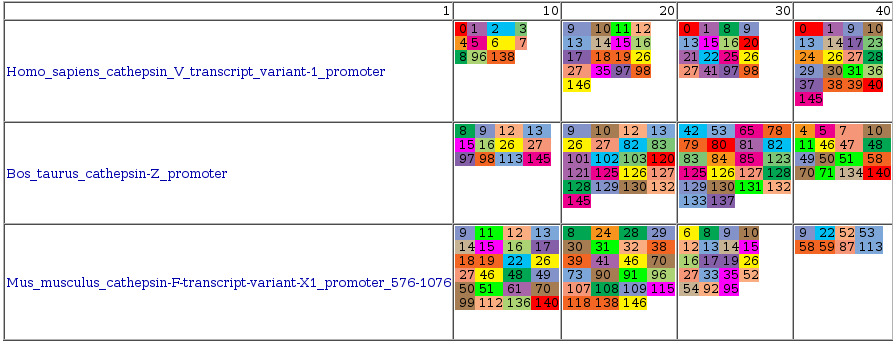 1 10 20 30 40
Homo_sapiens_cathepsin_V_transcript_variant-1_promoter
0 1 2 3
4 5 6 7
8 96 138
9 10 11 12
13 14 15 16
17 18 19 26
27 35 97 98
146
0 1 8 9
13 15 16 20
21 22 25 26
27 41 97 98
0 1 9 10
13 14 17 23
24 26 27 28
29 30 31 36
37 38 39 40
145
Bos_taurus_cathepsin-Z_promoter
8 9 12 13
15 16 26 27
97 98 113 145
9 10 12 13
26 27 82 83
101 102 103 120
121 125 126 127
128 129 130 132
145
42 53 65 78
79 80 81 82
83 84 85 123
125 126 127 128
129 130 131 132
133 137
4 5 7 10
11 46 47 48
49 50 51 58
70 71 134 140
Mus_musculus_cathepsin-F-transcript-variant-X1_promoter_576-1076
9 11 12 13
14 15 16 17
18 19 22 26
27 46 48 49
50 51 61 70
99 112 136 140
8 24 28 29
30 31 32 38
39 41 46 70
73 90 91 96
107 108 109 115
118 138 146
6 8 9 10
12 13 14 15
16 17 19 26
27 33 35 52
54 92 95
9 22 52 53
58 59 87 113